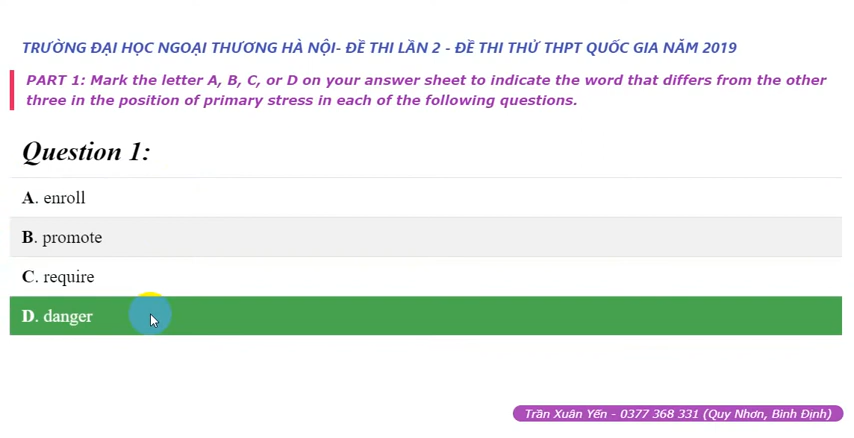 TRƯỜNG ĐẠI HỌC NGOẠI THƯƠNG HÀ NỘI- ĐỀ THI LẦN 2 - ĐỀ THI THỬ THPT QUỐC GIA NĂM 2019
PART 1: Mark the letter A, B, C, or D on your answer sheet to indicate the word that differs from the other
three in the position of primary stress in each of the following questions.
Question 1:
A. enroll
B. promote
C. require
D. danger
Trần Xuân Yến - 0377 368 331 (Quy Nhơn, Bình Định)